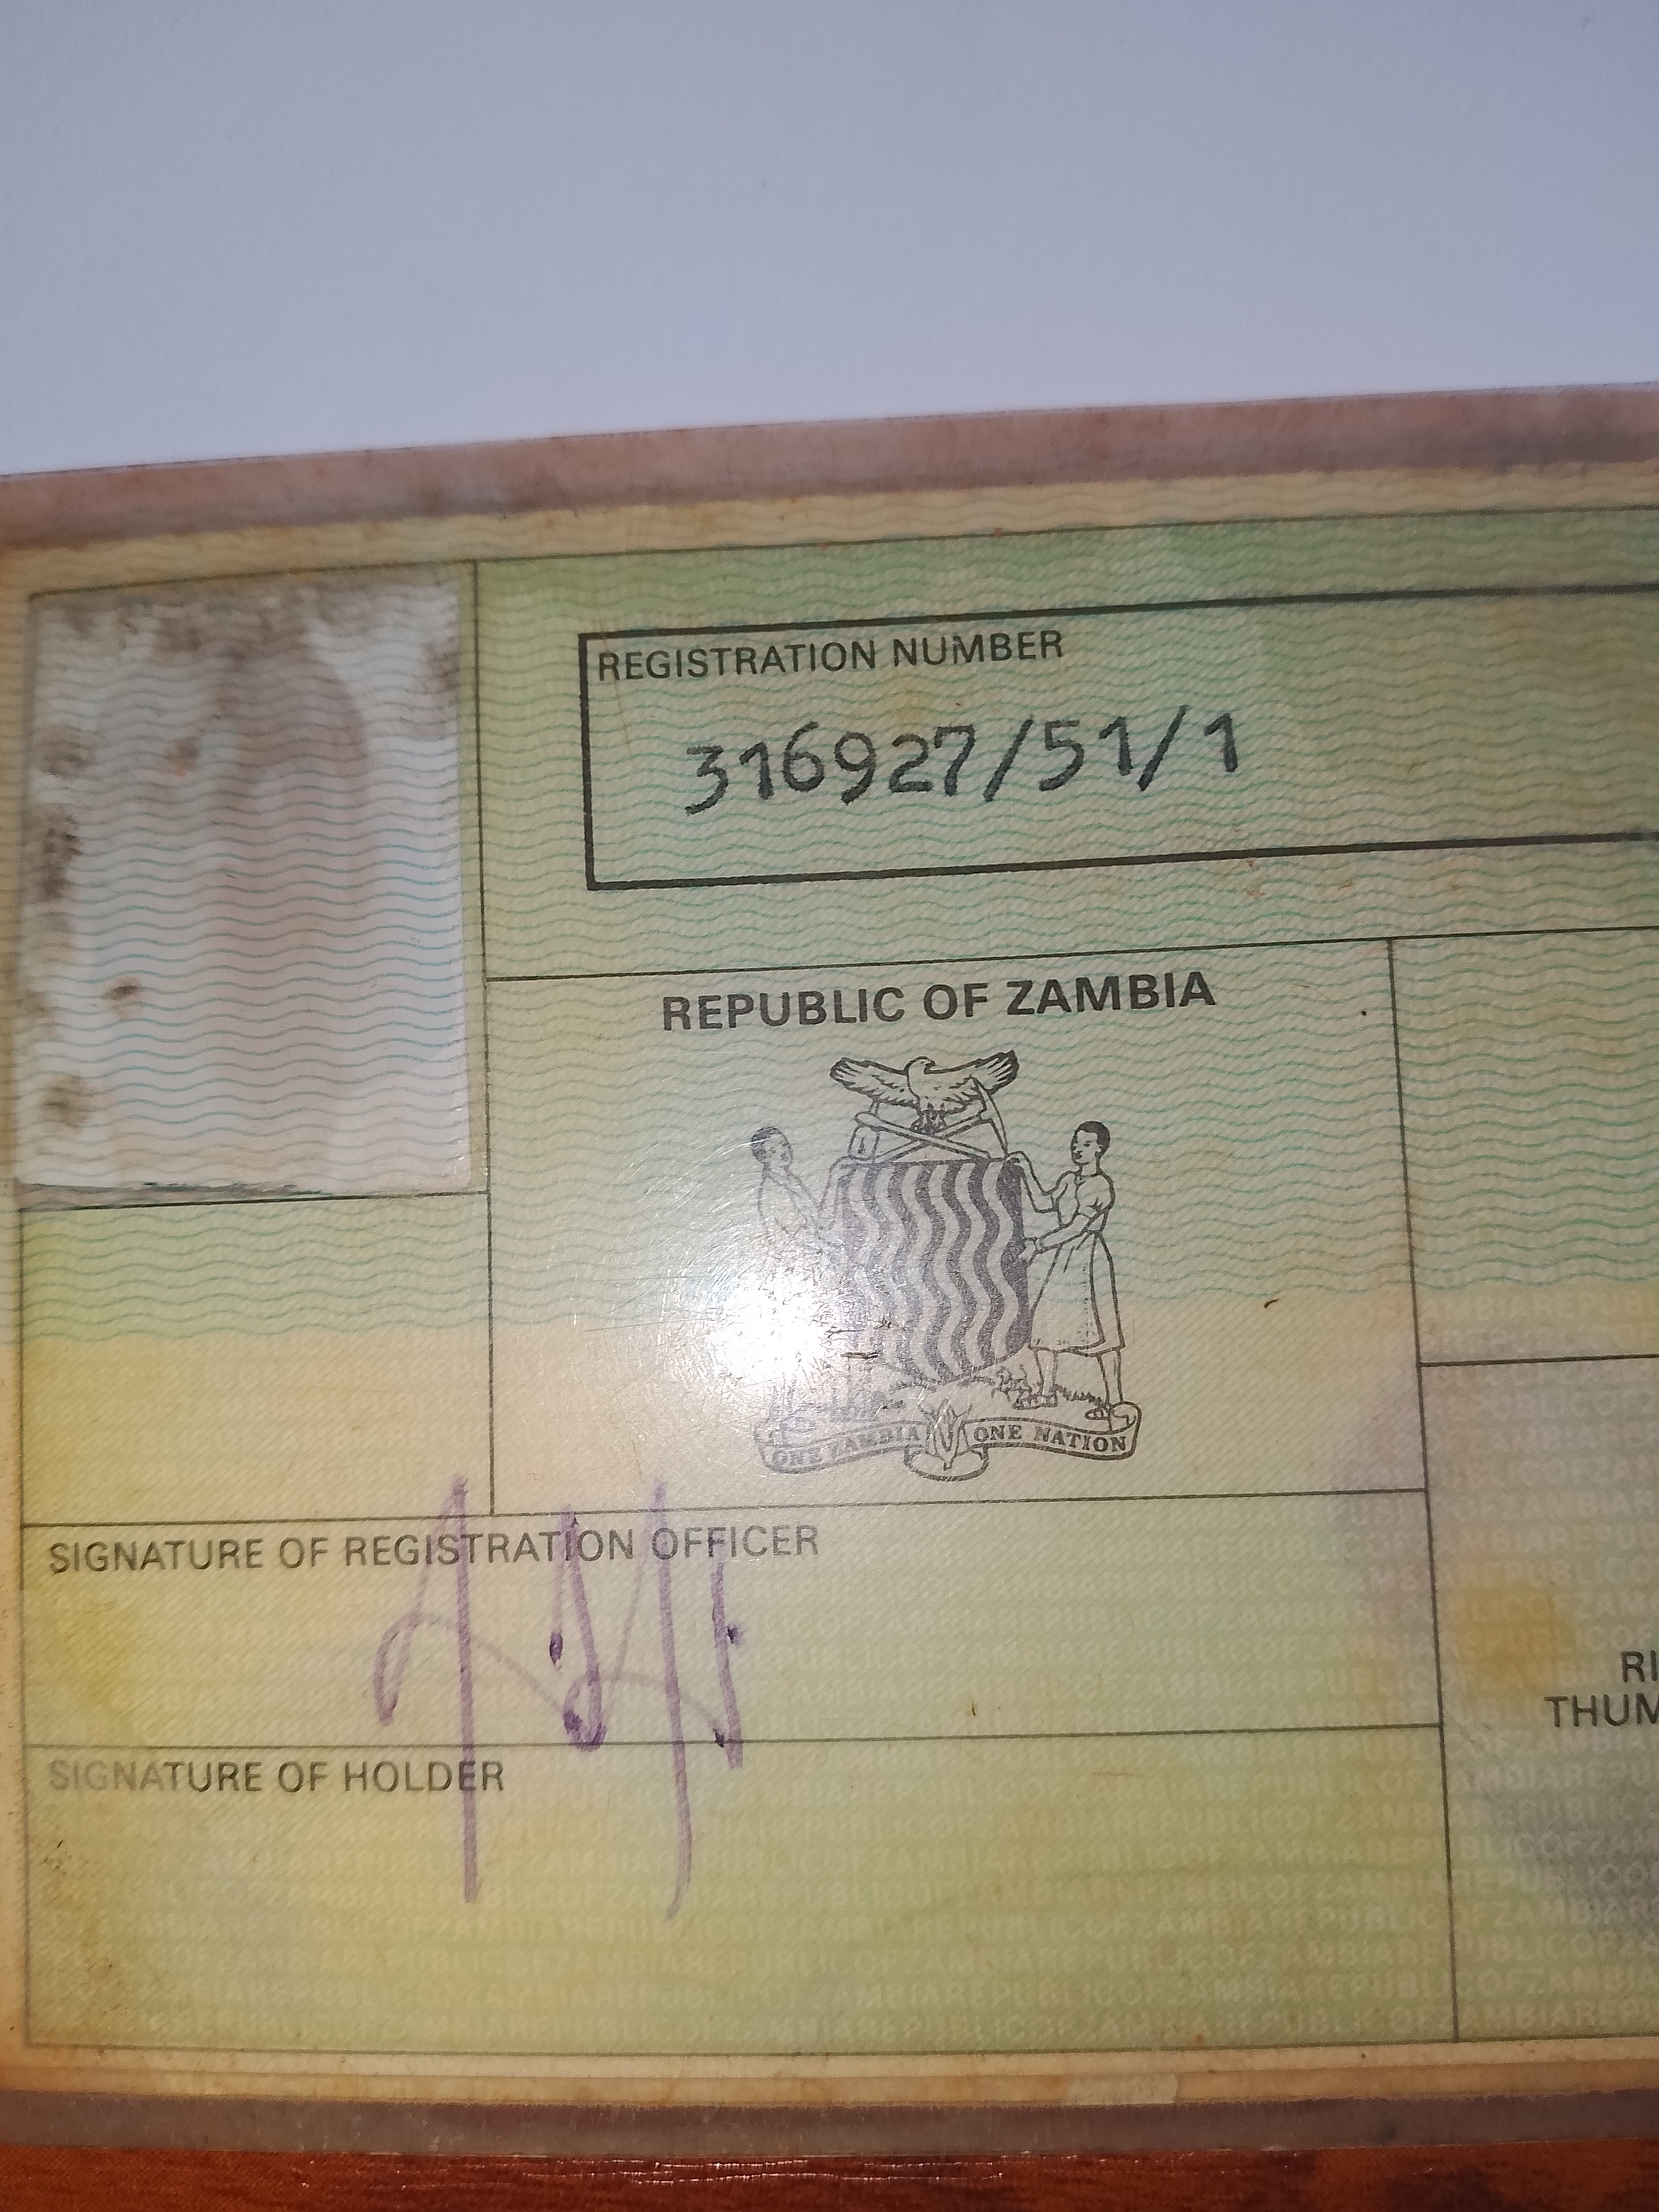 REGISTRATION NUMBER
316927/51/1
REPUBLIC OF ZAMBIA
ONE ZAMBIA ONE NATION
SIGNATURE OF REGISTRATION OFFICER
SIGNATURE OF HOLDER